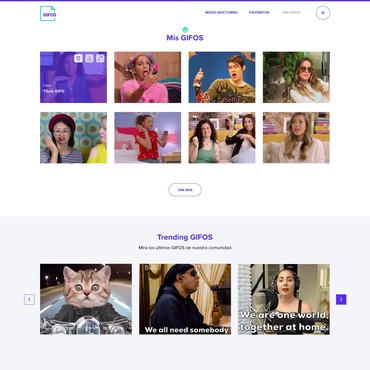 GIFOS
MODO NOCTURNO
FAVORITOS
MIS GIFOS
Mis GIFOS
User
Título GIFO
Selfie
VER MÁS
Trending GIFOS
Mira los últimos GIFOS de nuestra comunidad.
We all need somebody
We are one world,
together at home.